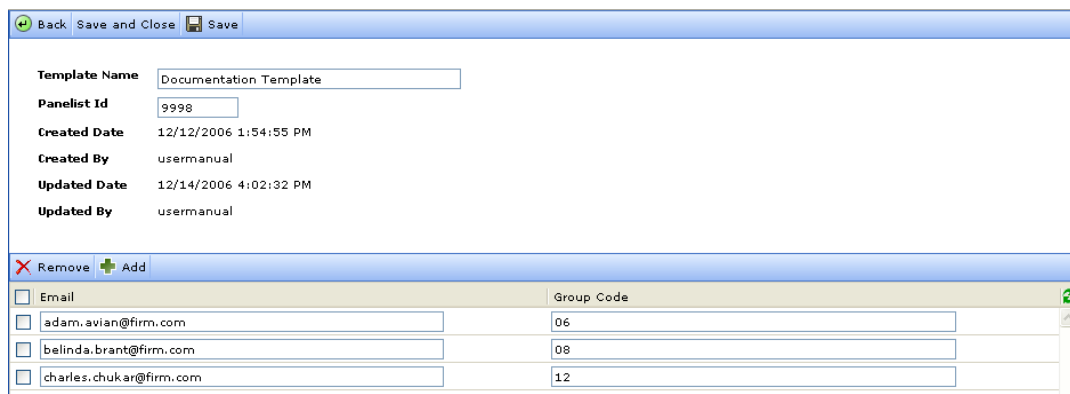 Back Save and Close Save
Template Name Documentation Template
Panelist Id 9998
Created Date 12/12/2006 1:54:55 PM
Created By usermanual
Updated Date 12/14/2006 4:02:32 PM
Updated By usermanual
Remove Add
Email Group Code
adam.avian@firm.com 06
belinda.brant@firm.com 08
charles.chukar@firm.com 12